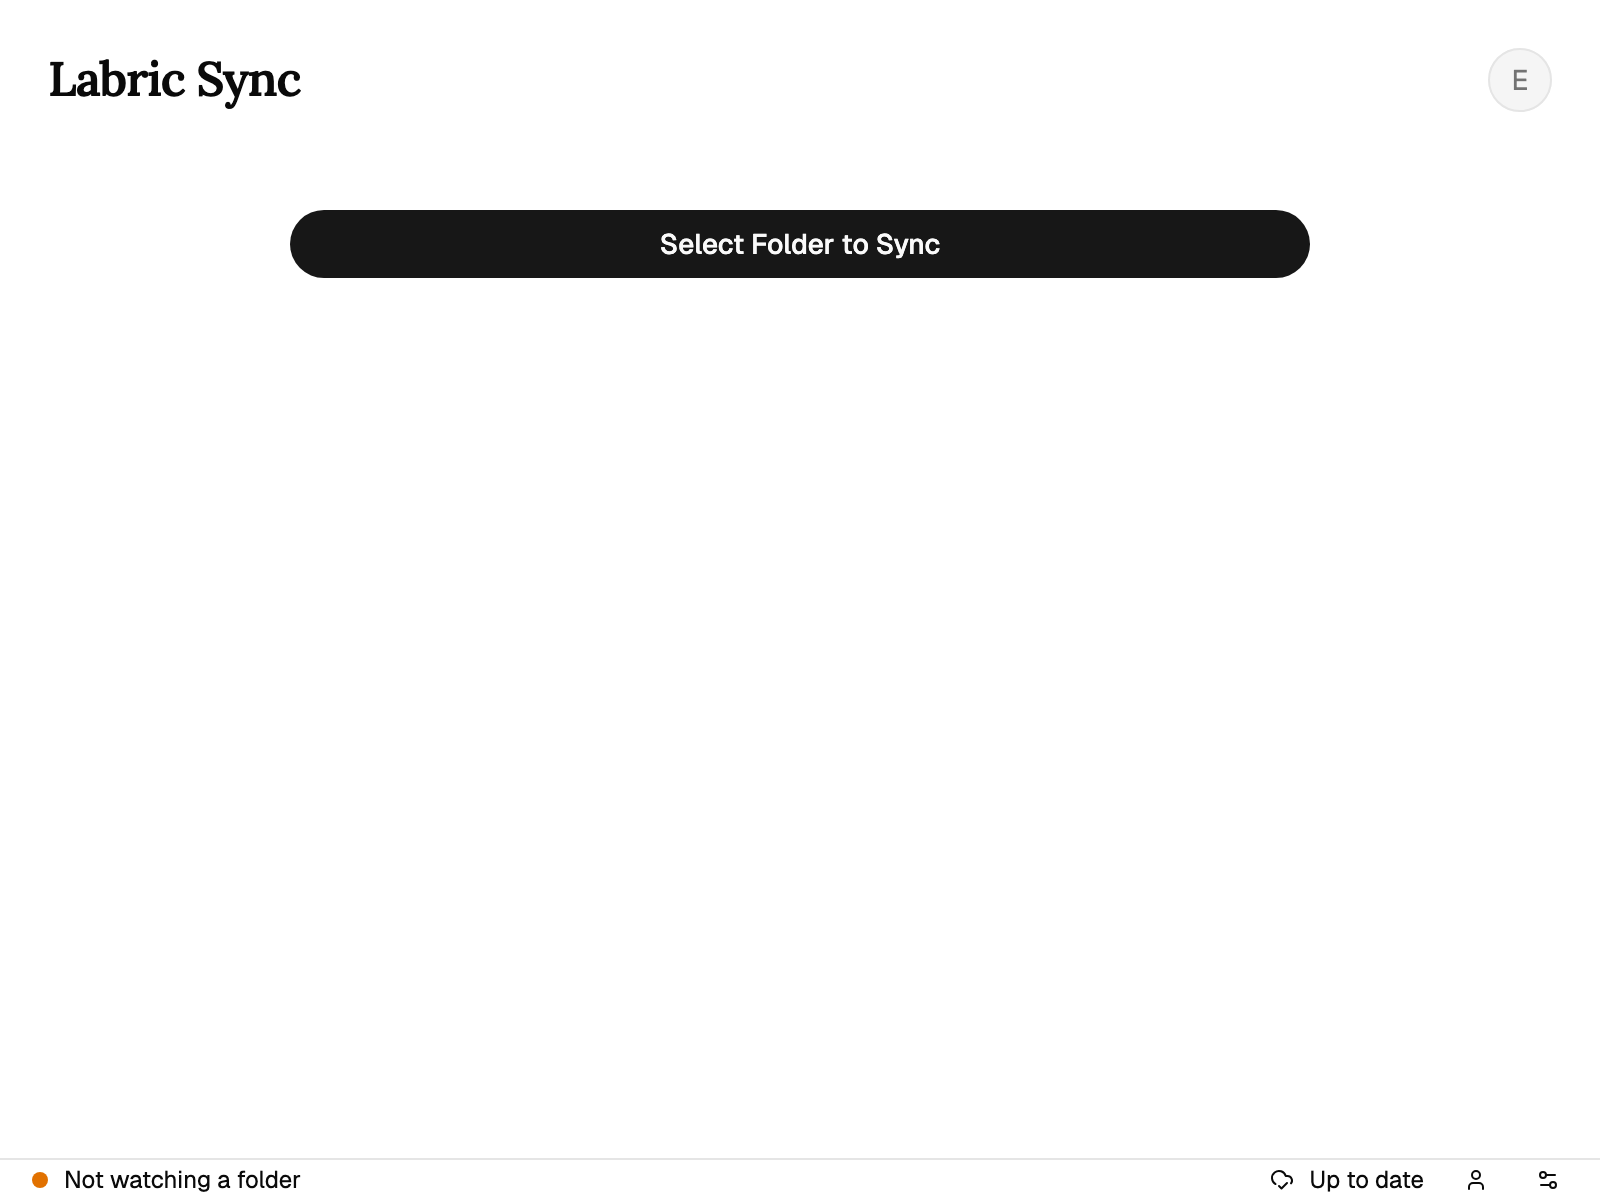 Labric Sync
E
Select Folder to Sync
Not watching a folder
Up to date